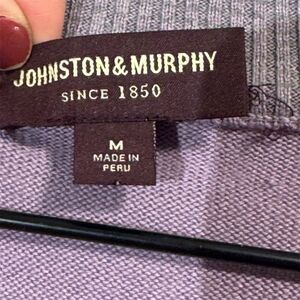 JOHNSTON & MURPHY
SINCE 1850
M
MADE IN
PERU